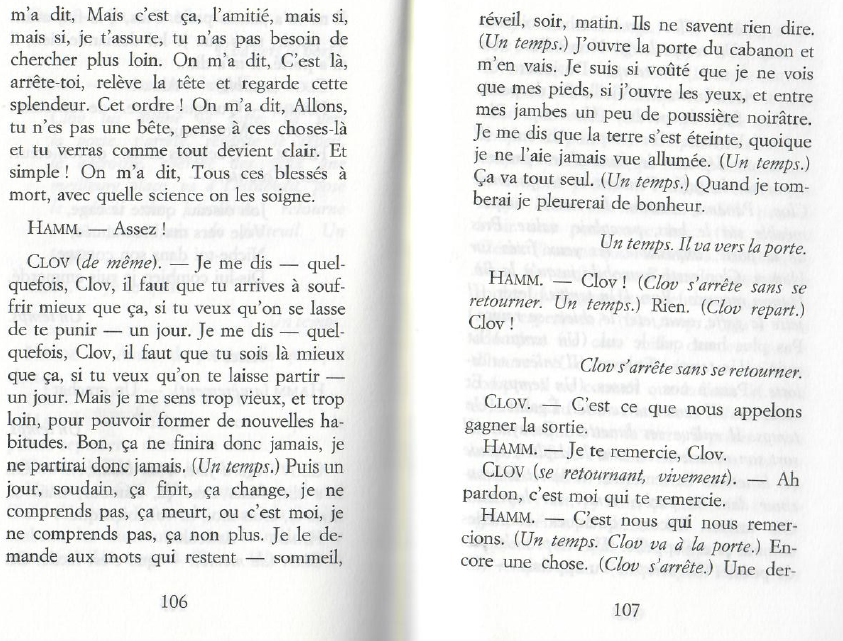 m'a dit, Mais c'est ça, l'amitié, mais si,
mais si, je t'assure, tu n'as pas besoin de
chercher plus loin. On m'a dit, C'est là,
arrête-toi, relève la tête et regarde cette
splendeur. Cet ordre ! On m'a dit, Allons,
tu n'es pas une bête, pense à ces choses-là
et tu verras comme tout devient clair. Et
simple ! On m'a dit, Tous ces blessés à
mort, avec quelle science on les soigne.
HAMM. — Assez !
CLOV (de même). — Je me dis — quel-
quefois, Clov, il faut que tu arrives à souf-
frir mieux que ça, si tu veux qu'on se lasse
de te punir — un jour. Je me dis — quel-
quefois, Clov, il faut que tu sois là mieux
que ça, si tu veux qu'on te laisse partir —
un jour. Mais je me sens trop vieux, et trop
loin, pour pouvoir former de nouvelles ha-
bitudes. Bon, ça ne finira donc jamais, je
ne partirai donc jamais. (Un temps.) Puis un
jour, soudain, ça finit, ça change, je ne
comprends pas, ça meurt, ou c'est moi, je
ne comprends pas, ça non plus. Je le de-
mande aux mots qui restent — sommeil,
106
réveil, soir, matin. Ils ne savent rien dire.
(Un temps.) J'ouvre la porte du cabanon et
m'en vais. Je suis si voûté que je ne vois
que mes pieds, si j'ouvre les yeux, et entre
mes jambes un peu de poussière noirâtre.
Je me dis que la terre s'est éteinte, quoique
je ne l'aie jamais vue allumée. (Un temps.)
Ça va tout seul. (Un temps.) Quand je tom-
berai je pleurerai de bonheur.
Un temps. Il va vers la porte.
HAMM. — Clov ! (Clov s'arrête sans se
retourner. Un temps.) Rien. (Clov repart.)
Clov !
Clov s'arrête sans se retourner.
CLOV. — C'est ce que nous appelons
gagner la sortie.
HAMM. — Je te remercie, Clov.
CLOV (se retournant, vivement). — Ah
pardon, c'est moi qui te remercie.
HAMM. — C'est nous qui nous remer-
cions. (Un temps. Clov va à la porte.) En-
core une chose. (Clov s'arrête.) Une der-
107